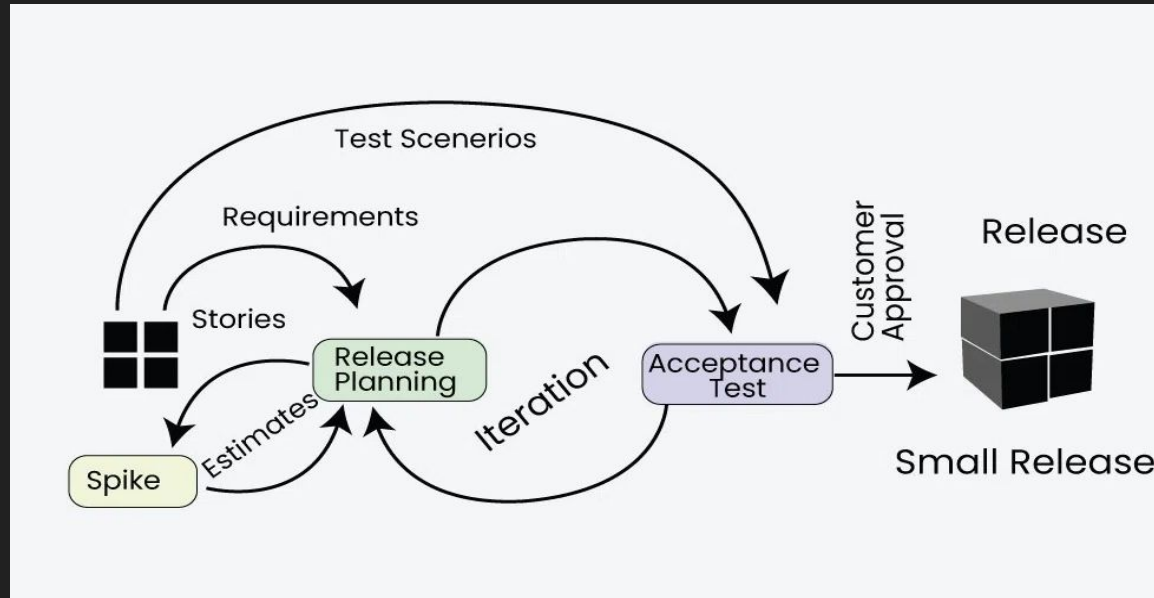 Test Scenerios
Requirements
Stories
Release
Planning
Estimates
Spike
Iteration
Acceptance
Test
Customer
Approval
Release
Small Release